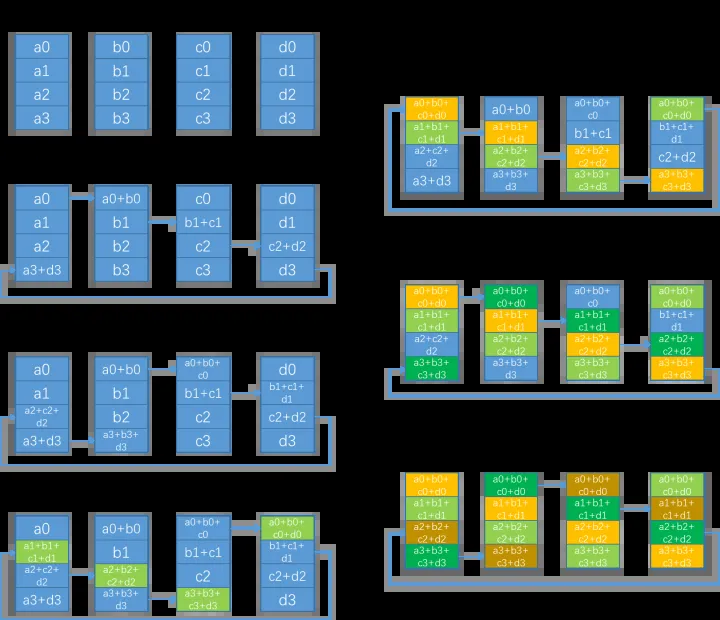 a0 b0 c0 d0
a1 b1 c1 d1
a2 b2 c2 d2
a3 b3 c3 d3
a0 a0+b0 c0 d0
a1 b1 b1+c1 d1
a2 b2 c2 c2+d2
a3+d3 b3 c3 d3
a0 a0+b0 a0+b0+ c0 d0
a1 b1 b1+c1 b1+c1+ d1
a2+c2+ d2 b2 c2 c2+d2
a3+d3 a3+b3+ d3 c3 d3
a0 a0+b0 a0+b0+ c0 a0+b0+ c0+d0
a1+b1+ c1+d1 b1 b1+c1 b1+c1+ d1
a2+c2+ d2 a2+b2+ c2+d2 c2 c2+d2
a3+d3 a3+b3+ d3 a3+b3+ c3+d3 d3
a0+b0+ c0+d0 a0+b0 a0+b0+ c0 a0+b0+ c0+d0
a1+b1+ c1+d1 a1+b1+ c1+d1 b1+c1 b1+c1+ d1
a2+c2+ d2 a2+b2+ c2+d2 a2+b2+ c2+d2 c2+d2
a3+d3 a3+b3+ d3 a3+b3+ c3+d3 a3+b3+ c3+d3
a0+b0+ c0+d0 a0+b0+ c0+d0 a0+b0+ c0 a0+b0+ c0+d0
a1+b1+ c1+d1 a1+b1+ c1+d1 a1+b1+ c1+d1 b1+c1+ d1
a2+c2+ d2 a2+b2+ c2+d2 a2+b2+ c2+d2 a2+b2+ c2+d2
a3+b3+ c3+d3 a3+b3+ d3 a3+b3+ c3+d3 a3+b3+ c3+d3
a0+b0+ c0+d0 a0+b0+ c0+d0 a0+b0+ c0+d0 a0+b0+ c0+d0
a1+b1+ c1+d1 a1+b1+ c1+d1 a1+b1+ c1+d1 a1+b1+ c1+d1
a2+b2+ c2+d2 a2+b2+ c2+d2 a2+b2+ c2+d2 a2+b2+ c2+d2
a3+b3+ c3+d3 a3+b3+ c3+d3 a3+b3+ c3+d3 a3+b3+ c3+d3